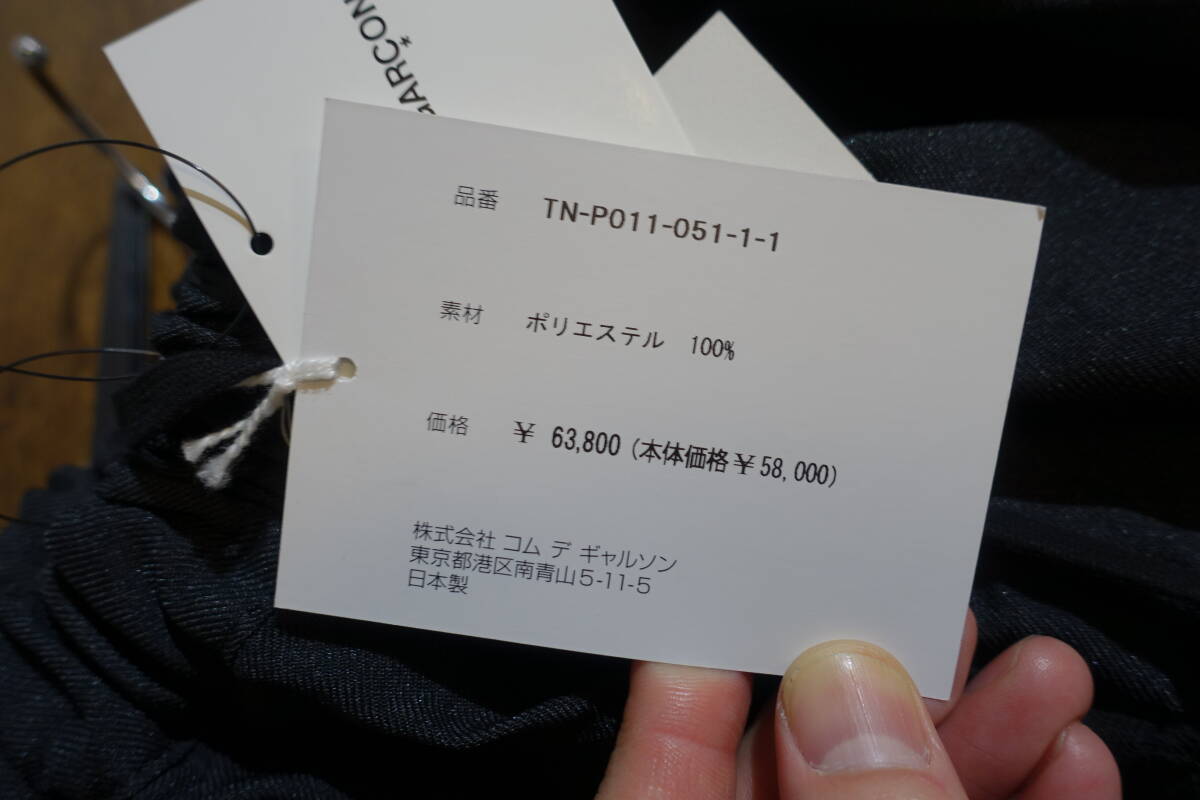 GARÇON
品番 TN-P011-051-1-1
素材 ポリエステル 100%
価格 ¥ 63,800 (本体価格¥58,000)
株式会社 コム デ ギャルソン
東京都港区南青山5-11-5
日本製